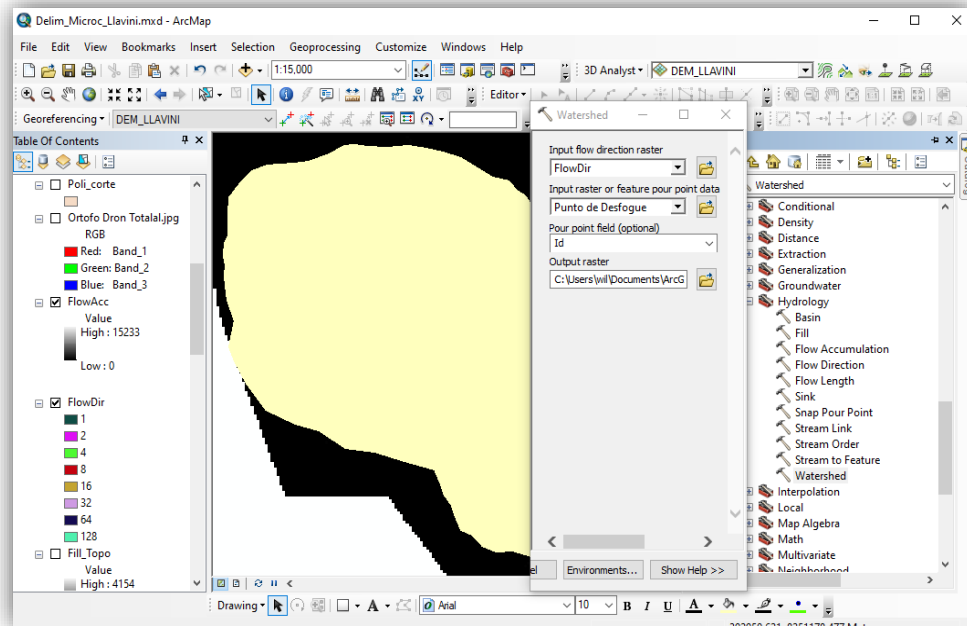 Delim_Microc_Llavini.mxd - ArcMap
File Edit View Bookmarks Insert Selection Geoprocessing Customize Windows Help
1:15,000 3D Analyst DEM_LLAVINI
Editor
Georeferencing DEM_LLAVINI
Table Of Contents
Poli_corte
Ortofo Dron Totalal.jpg
RGB
Red: Band_1
Green: Band_2
Blue: Band_3
FlowAcc
Value
High : 15233
Low : 0
FlowDir
1
2
4
8
16
32
64
128
Fill_Topo
Value
High : 4154
Watershed
Input flow direction raster
FlowDir
Input raster or feature pour point data
Punto de Desfogue
Pour point field (optional)
Id
Output raster
C:\Users\wil\Documents\ArcG
el Environments... Show Help >>
Watershed
Conditional
Density
Distance
Extraction
Generalization
Groundwater
Hydrology
Basin
Fill
Flow Accumulation
Flow Direction
Flow Length
Sink
Snap Pour Point
Stream Link
Stream Order
Stream to Feature
Watershed
Interpolation
Local
Map Algebra
Math
Multivariate
Neighborhood
Drawing A Arial 10 B I U A